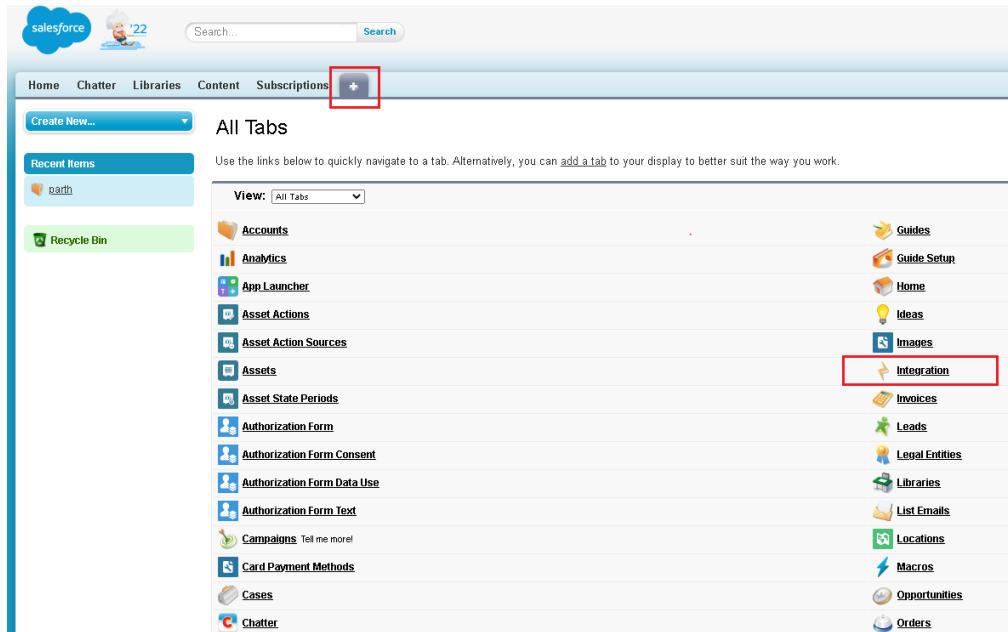 salesforce
'22
Search...
Search
Home Chatter Libraries Content Subscriptions +
Create New...
All Tabs
Recent Items
Use the links below to quickly navigate to a tab. Alternatively, you can add a tab to your display to better suit the way you work.
parth
View: All Tabs
Recycle Bin
Accounts
Analytics
App Launcher
Asset Actions
Asset Action Sources
Assets
Asset State Periods
Authorization Form
Authorization Form Consent
Authorization Form Data Use
Authorization Form Text
Campaigns Tell me more!
Card Payment Methods
Cases
Chatter
Guides
Guide Setup
Home
Ideas
Images
Integration
Invoices
Leads
Legal Entities
Libraries
List Emails
Locations
Macros
Opportunities
Orders